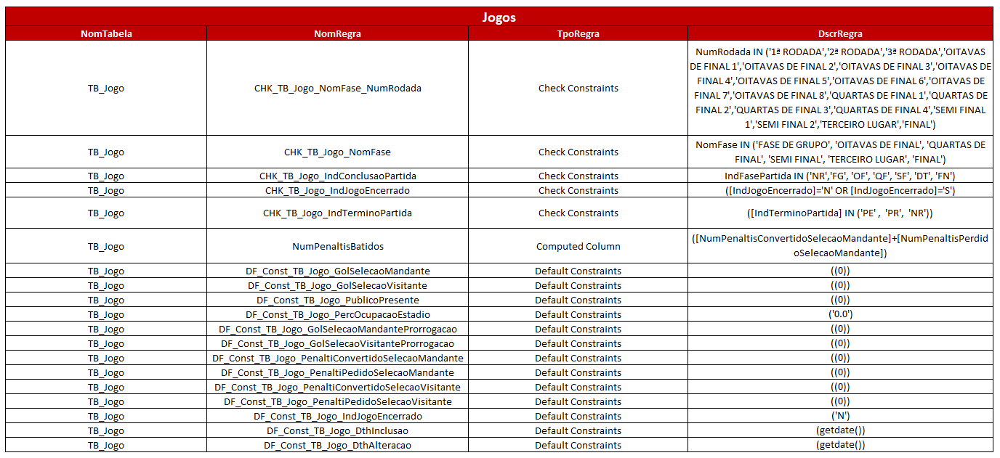 Jogos
NomTabela NomRegra TpoRegra DscrRegra
TB_Jogo CHK_TB_Jogo_NomFase_NumRodada Check Constraints NumRodada IN ('1ª RODADA','2ª RODADA','3ª RODADA','OITAVAS
DE FINAL 1','OITAVAS DE FINAL 2','OITAVAS DE FINAL 3','OITAVAS DE
FINAL 4','OITAVAS DE FINAL 5','OITAVAS DE FINAL 6','OITAVAS DE
FINAL 7','OITAVAS DE FINAL 8','QUARTAS DE FINAL 1','QUARTAS DE
FINAL 2','QUARTAS DE FINAL 3','QUARTAS DE FINAL 4','SEMI FINAL
1','SEMI FINAL 2','TERCEIRO LUGAR','FINAL')
TB_Jogo CHK_TB_Jogo_NomFase Check Constraints NomFase IN ('FASE DE GRUPO', 'OITAVAS DE FINAL', 'QUARTAS DE
FINAL', 'SEMI FINAL', 'TERCEIRO LUGAR', 'FINAL')
TB_Jogo CHK_TB_Jogo_IndConclusaoPartida Check Constraints IndFasePartida IN ('NR','FG', 'OF', 'QF', 'SF', 'DT', 'FN')
TB_Jogo CHK_TB_Jogo_IndJogoEncerrado Check Constraints ([IndJogoEncerrado]='N' OR [IndJogoEncerrado]='S')
TB_Jogo CHK_TB_Jogo_IndTerminoPartida Check Constraints ([IndTerminoPartida] IN ('PE' , 'PR', 'NR'))
TB_Jogo NumPenaltisBatidos Computed Column ([NumPenaltisConvertidoSelecaoMandante]+[NumPenaltisPerdid
oSelecaoMandante])
TB_Jogo DF_Const_TB_Jogo_GolSelecaoMandante Default Constraints ((0))
TB_Jogo DF_Const_TB_Jogo_GolSelecaoVisitante Default Constraints ((0))
TB_Jogo DF_Const_TB_Jogo_PublicoPresente Default Constraints ((0))
TB_Jogo DF_Const_TB_Jogo_PercOcupacaoEstadio Default Constraints ('0.0')
TB_Jogo DF_Const_TB_Jogo_GolSelecaoMandanteProrrogacao Default Constraints ((0))
TB_Jogo DF_Const_TB_Jogo_GolSelecaoVisitanteProrrogacao Default Constraints ((0))
TB_Jogo DF_Const_TB_Jogo_PenaltiConvertidoSelecaoMandante Default Constraints ((0))
TB_Jogo DF_Const_TB_Jogo_PenaltiPedidoSelecaoMandante Default Constraints ((0))
TB_Jogo DF_Const_TB_Jogo_PenaltiConvertidoSelecaoVisitante Default Constraints ((0))
TB_Jogo DF_Const_TB_Jogo_PenaltiPedidoSelecaoVisitante Default Constraints ((0))
TB_Jogo DF_Const_TB_Jogo_IndJogoEncerrado Default Constraints ('N')
TB_Jogo DF_Const_TB_Jogo_DthInclusao Default Constraints (getdate())
TB_Jogo DF_Const_TB_Jogo_DthAlteracao Default Constraints (getdate())